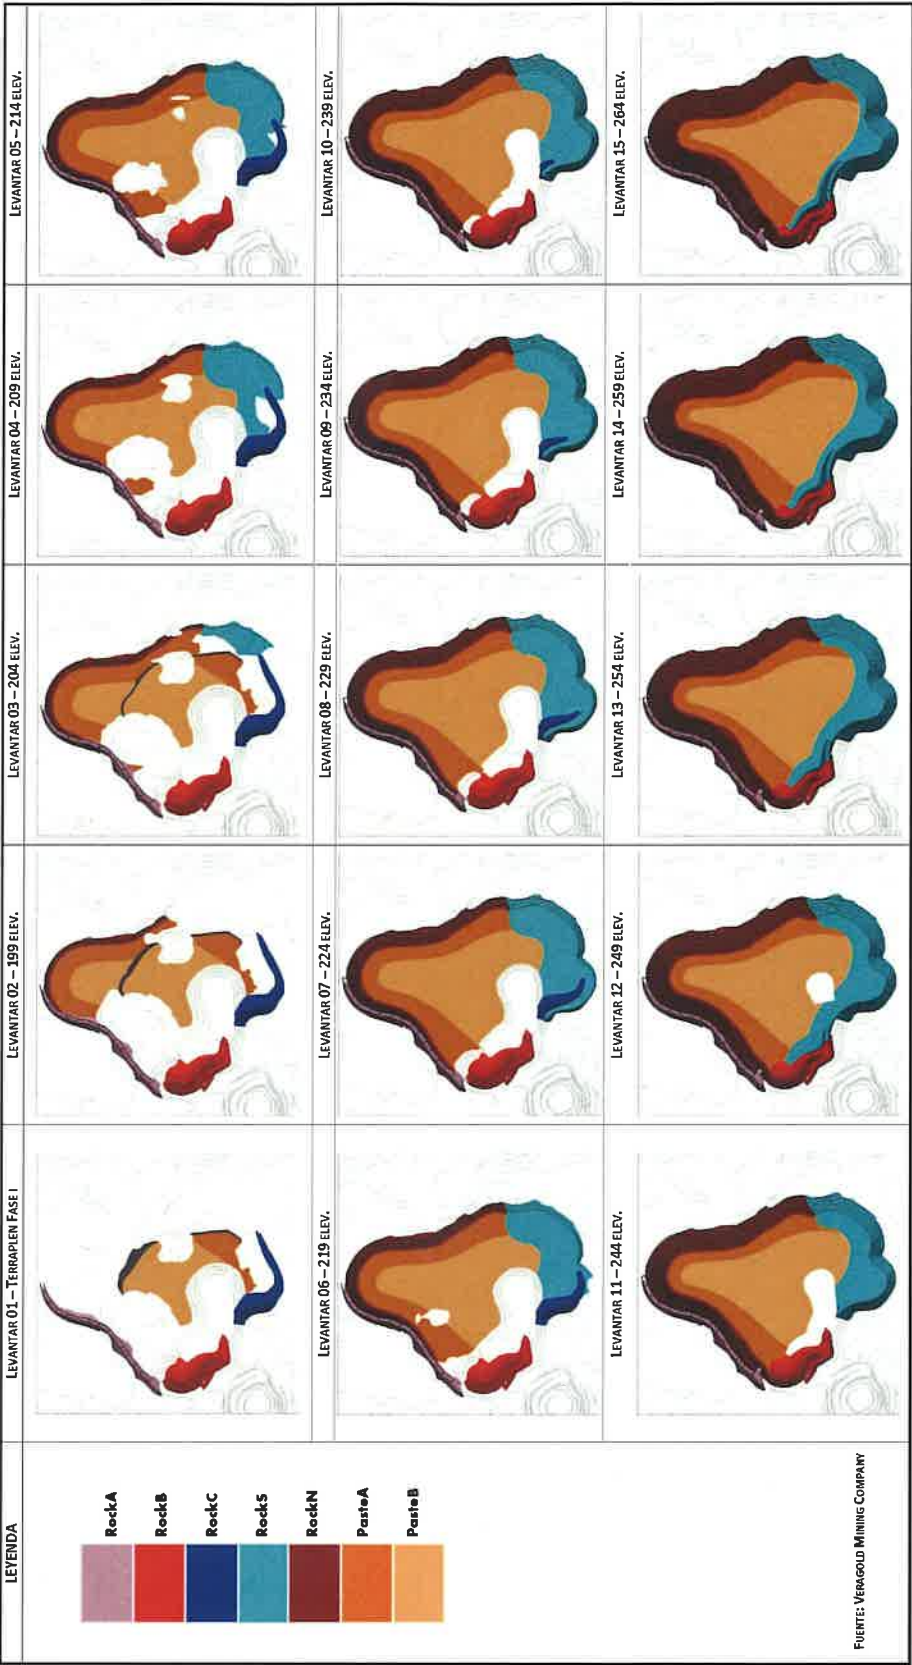 LEYENDA
RockA
RockB
RockC
RockS
RockN
PasteA
PasteB
FUENTE: VERAGOLD MINING COMPANY
LEVANTAR 01 – TERRAPLEN FASE I
LEVANTAR 02 – 199 ELEV.
LEVANTAR 03 – 204 ELEV.
LEVANTAR 04 – 209 ELEV.
LEVANTAR 05 – 214 ELEV.
LEVANTAR 06 – 219 ELEV.
LEVANTAR 07 – 224 ELEV.
LEVANTAR 08 – 229 ELEV.
LEVANTAR 09 – 234 ELEV.
LEVANTAR 10 – 239 ELEV.
LEVANTAR 11 – 244 ELEV.
LEVANTAR 12 – 249 ELEV.
LEVANTAR 13 – 254 ELEV.
LEVANTAR 14 – 259 ELEV.
LEVANTAR 15 – 264 ELEV.